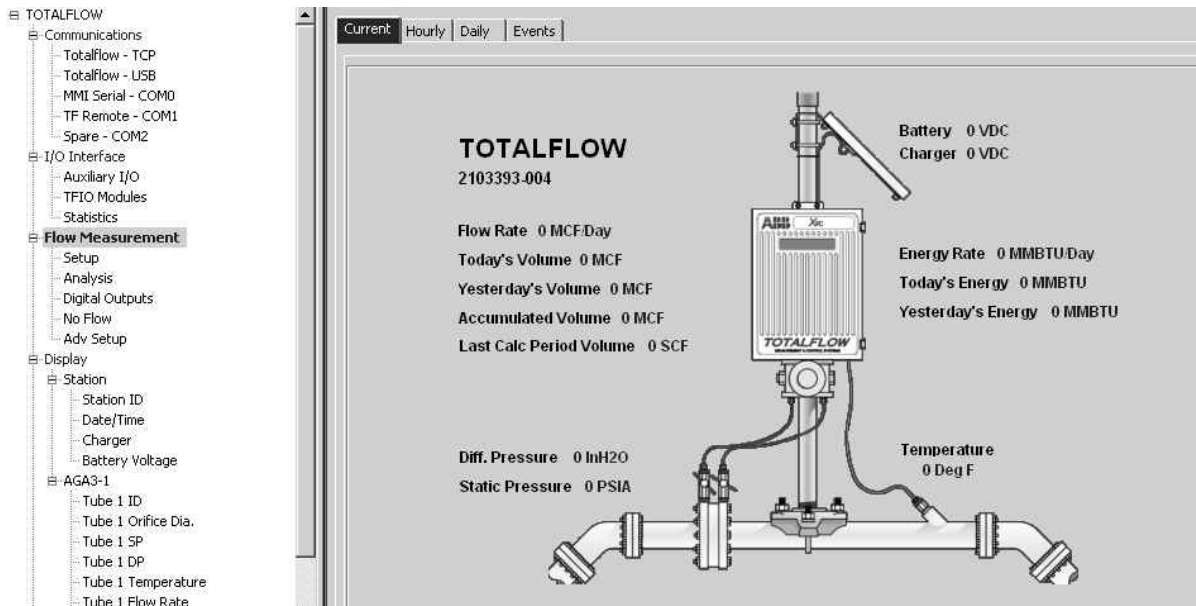 TOTALFLOW
Communications
Totalflow - TCP
Totalflow - USB
MMI Serial - COM0
TF Remote - COM1
Spare - COM2
I/O Interface
Auxiliary I/O
TFIO Modules
Statistics
Flow Measurement
Setup
Analysis
Digital Outputs
No Flow
Adv Setup
Display
Station
Station ID
Date/Time
Charger
Battery Voltage
AGA3-1
Tube 1 ID
Tube 1 Orifice Dia.
Tube 1 SP
Tube 1 DP
Tube 1 Temperature
Tube 1 Flow Rate
Current Hourly Daily Events
TOTALFLOW
2103393-004
Battery 0 VDC
Charger 0 VDC
Flow Rate 0 MCF/Day
Today's Volume 0 MCF
Yesterday's Volume 0 MCF
Accumulated Volume 0 MCF
Last Calc Period Volume 0 SCF
ABB
TOTALFLOW
Energy Rate 0 MMBTU/Day
Today's Energy 0 MMBTU
Yesterday's Energy 0 MMBTU
Diff. Pressure 0 InH2O
Static Pressure 0 PSIA
Temperature
0 Deg F